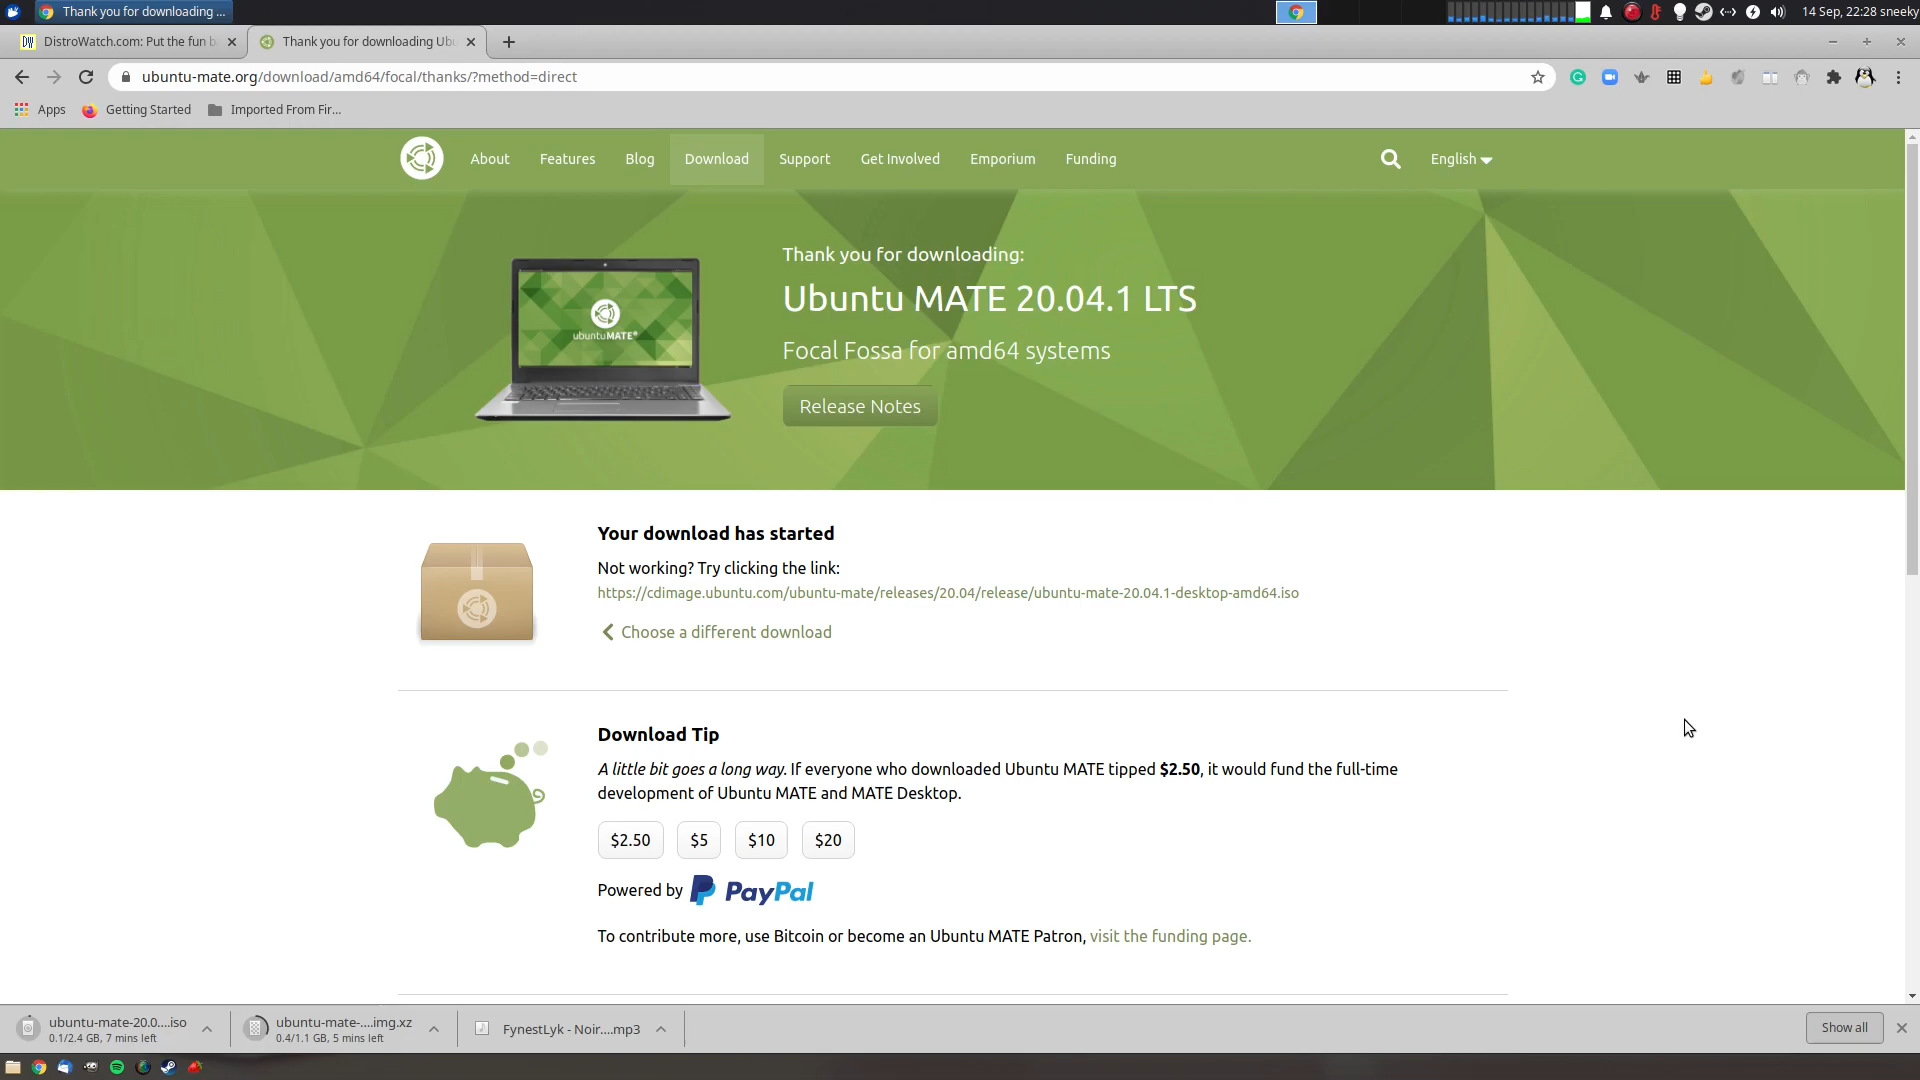 Thank you for downloading ...
14 Sep, 22:28 sneeky
DistroWatch.com: Put the fun b
Thank you for downloading Ubu
ubuntu-mate.org/download/amd64/focal/thanks/?method=direct
Apps
Getting Started
Imported From Fir...
About
Features
Blog
Download
Support
Get Involved
Emporium
Funding
English
ubuntuMATE
Thank you for downloading:
Ubuntu MATE 20.04.1 LTS
Focal Fossa for amd64 systems
Release Notes
Your download has started
Not working? Try clicking the link:
https://cdimage.ubuntu.com/ubuntu-mate/releases/20.04/release/ubuntu-mate-20.04.1-desktop-amd64.iso
Choose a different download
Download Tip
A little bit goes a long way. If everyone who downloaded Ubuntu MATE tipped $2.50, it would fund the full-time
development of Ubuntu MATE and MATE Desktop.
$2.50
$5
$10
$20
Powered by PayPal
To contribute more, use Bitcoin or become an Ubuntu MATE Patron, visit the funding page.
ubuntu-mate-20.0....iso
0.1/2.4 GB, 7 mins left
ubuntu-mate-....img.xz
0.4/1.1 GB, 5 mins left
FynestLyk - Noir....mp3
Show all